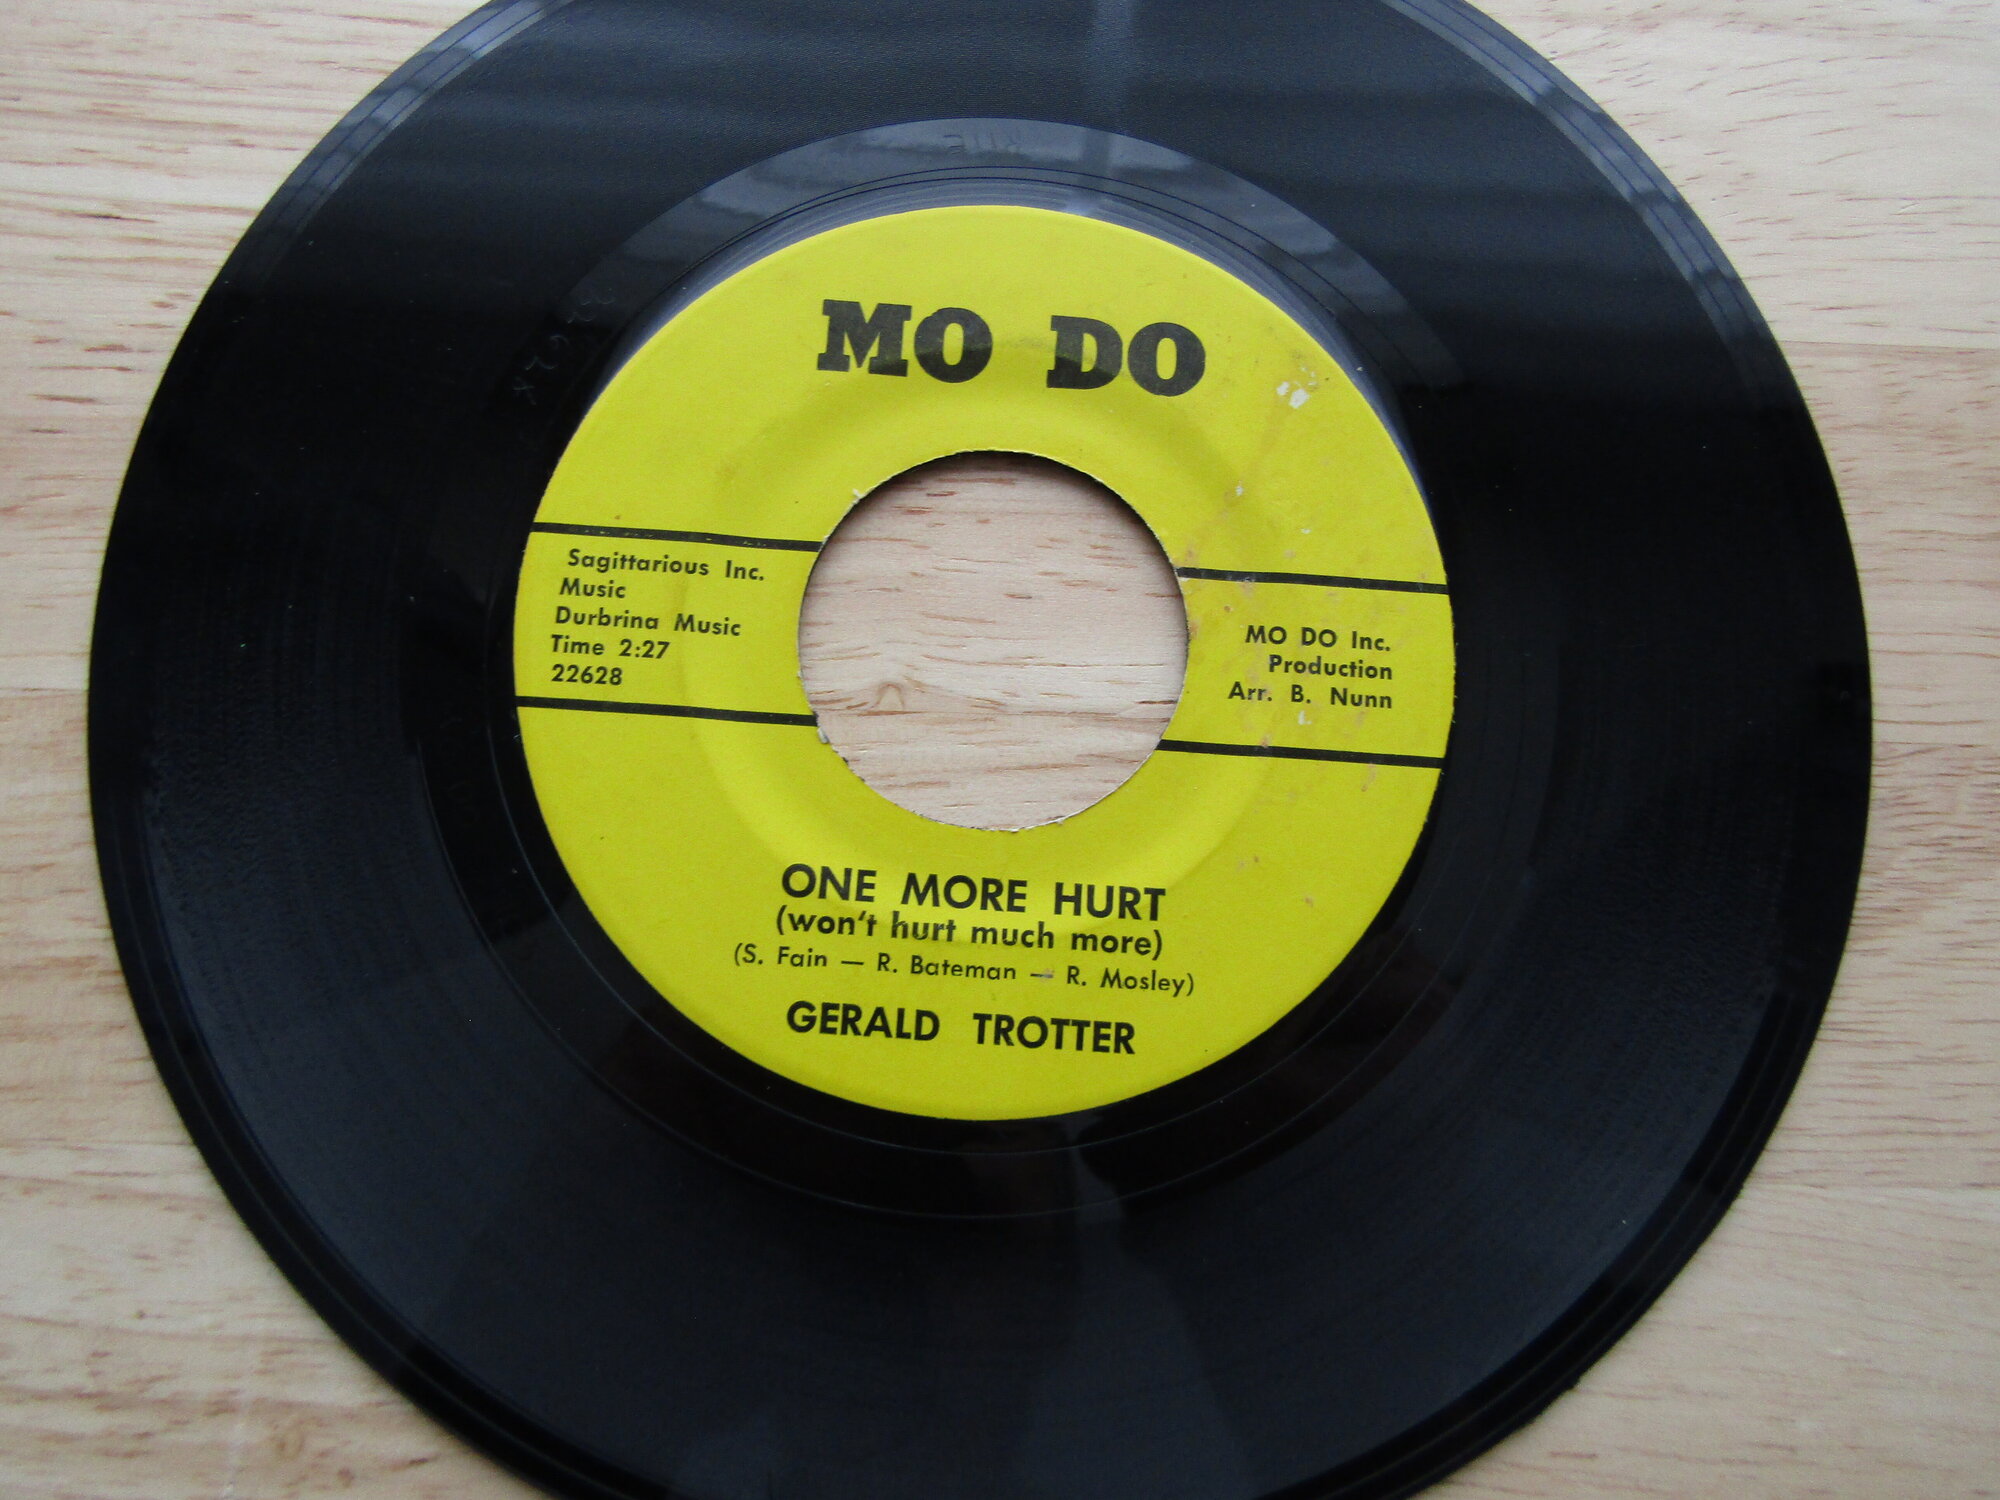 MO DO
Sagittarious Inc.
Music
Durbrina Music
Time 2:27
22628
MO DO Inc.
Production
Arr. B. Nunn
ONE MORE HURT
(won't hurt much more)
(S. Fain — R. Bateman — R. Mosley)
GERALD TROTTER